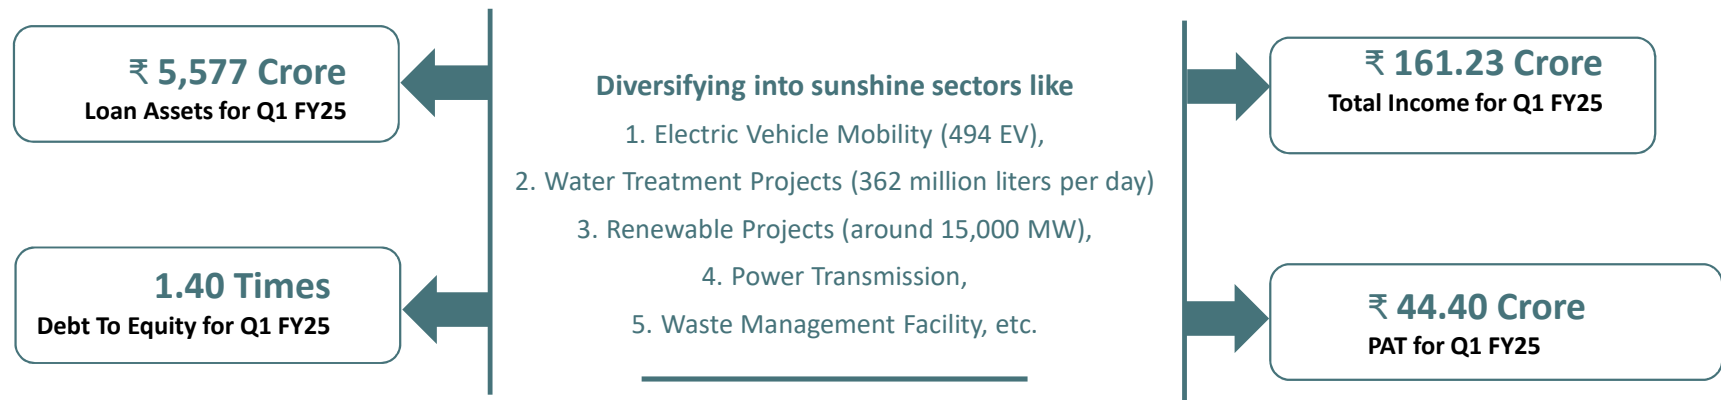 ₹ 5,577 Crore
Loan Assets for Q1 FY25
1.40 Times
Debt To Equity for Q1 FY25
Diversifying into sunshine sectors like
1. Electric Vehicle Mobility (494 EV),
2. Water Treatment Projects (362 million liters per day)
3. Renewable Projects (around 15,000 MW),
4. Power Transmission,
5. Waste Management Facility, etc.
₹ 161.23 Crore
Total Income for Q1 FY25
₹ 44.40 Crore
PAT for Q1 FY25